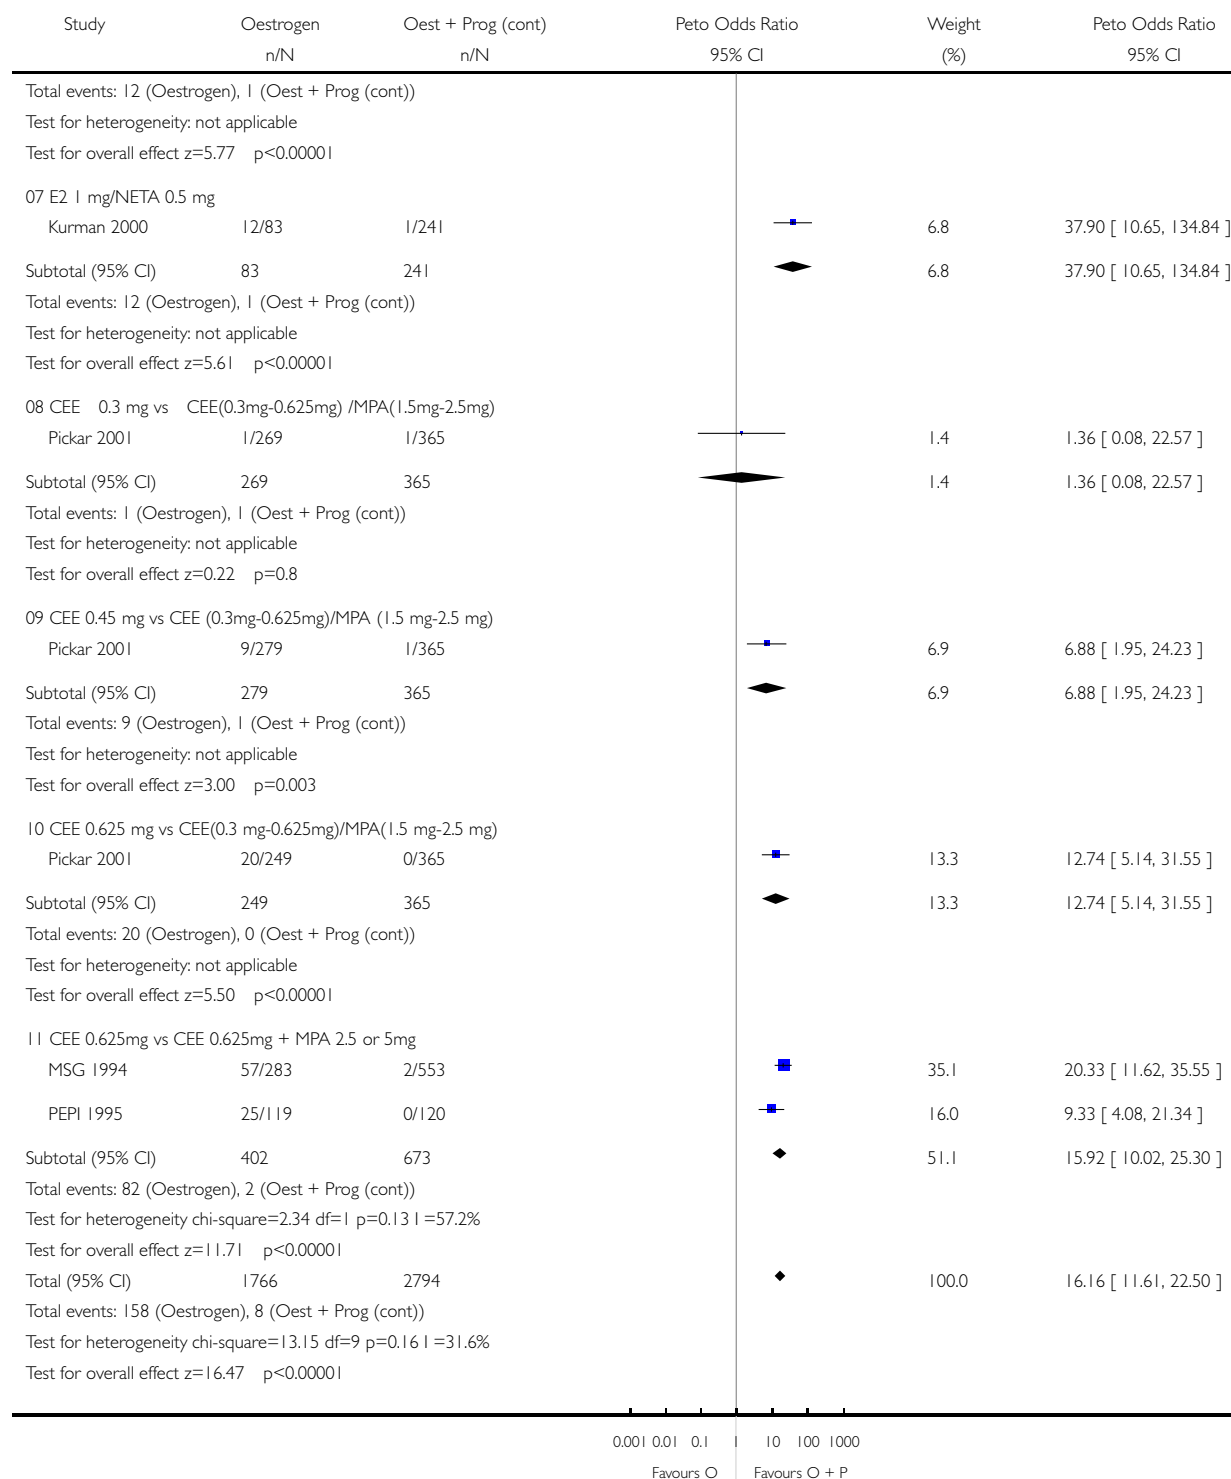 Study Oestrogen Oest + Prog (cont) Peto Odds Ratio Weight Peto Odds Ratio
n/N n/N 95% CI (%) 95% CI
Total events: 12 (Oestrogen), 1 (Oest + Prog (cont))
Test for heterogeneity: not applicable
Test for overall effect z=5.77 p<0.00001
07 E2 1 mg/NETA 0.5 mg
Kurman 2000 12/83 1/241 6.8 37.90 [ 10.65, 134.84 ]
Subtotal (95% CI) 83 241 6.8 37.90 [ 10.65, 134.84 ]
Total events: 12 (Oestrogen), 1 (Oest + Prog (cont))
Test for heterogeneity: not applicable
Test for overall effect z=5.61 p<0.00001
08 CEE 0.3 mg vs CEE(0.3mg-0.625mg) /MPA(1.5mg-2.5mg)
Pickar 2001 1/269 1/365 1.4 1.36 [ 0.08, 22.57 ]
Subtotal (95% CI) 269 365 1.4 1.36 [ 0.08, 22.57 ]
Total events: 1 (Oestrogen), 1 (Oest + Prog (cont))
Test for heterogeneity: not applicable
Test for overall effect z=0.22 p=0.8
09 CEE 0.45 mg vs CEE (0.3mg-0.625mg)/MPA (1.5 mg-2.5 mg)
Pickar 2001 9/279 1/365 6.9 6.88 [ 1.95, 24.23 ]
Subtotal (95% CI) 279 365 6.9 6.88 [ 1.95, 24.23 ]
Total events: 9 (Oestrogen), 1 (Oest + Prog (cont))
Test for heterogeneity: not applicable
Test for overall effect z=3.00 p=0.003
10 CEE 0.625 mg vs CEE(0.3 mg-0.625mg)/MPA(1.5 mg-2.5 mg)
Pickar 2001 20/249 0/365 13.3 12.74 [ 5.14, 31.55 ]
Subtotal (95% CI) 249 365 13.3 12.74 [ 5.14, 31.55 ]
Total events: 20 (Oestrogen), 0 (Oest + Prog (cont))
Test for heterogeneity: not applicable
Test for overall effect z=5.50 p<0.00001
11 CEE 0.625mg vs CEE 0.625mg + MPA 2.5 or 5mg
MSG 1994 57/283 2/553 35.1 20.33 [ 11.62, 35.55 ]
PEPI 1995 25/119 0/120 16.0 9.33 [ 4.08, 21.34 ]
Subtotal (95% CI) 402 673 51.1 15.92 [ 10.02, 25.30 ]
Total events: 82 (Oestrogen), 2 (Oest + Prog (cont))
Test for heterogeneity chi-square=2.34 df=1 p=0.13 I =57.2%
Test for overall effect z=11.71 p<0.00001
Total (95% CI) 1766 2794 100.0 16.16 [ 11.61, 22.50 ]
Total events: 158 (Oestrogen), 8 (Oest + Prog (cont))
Test for heterogeneity chi-square=13.15 df=9 p=0.16 I =31.6%
Test for overall effect z=16.47 p<0.00001
0.001 0.01 0.1 1 10 100 1000
Favours O Favours O + P